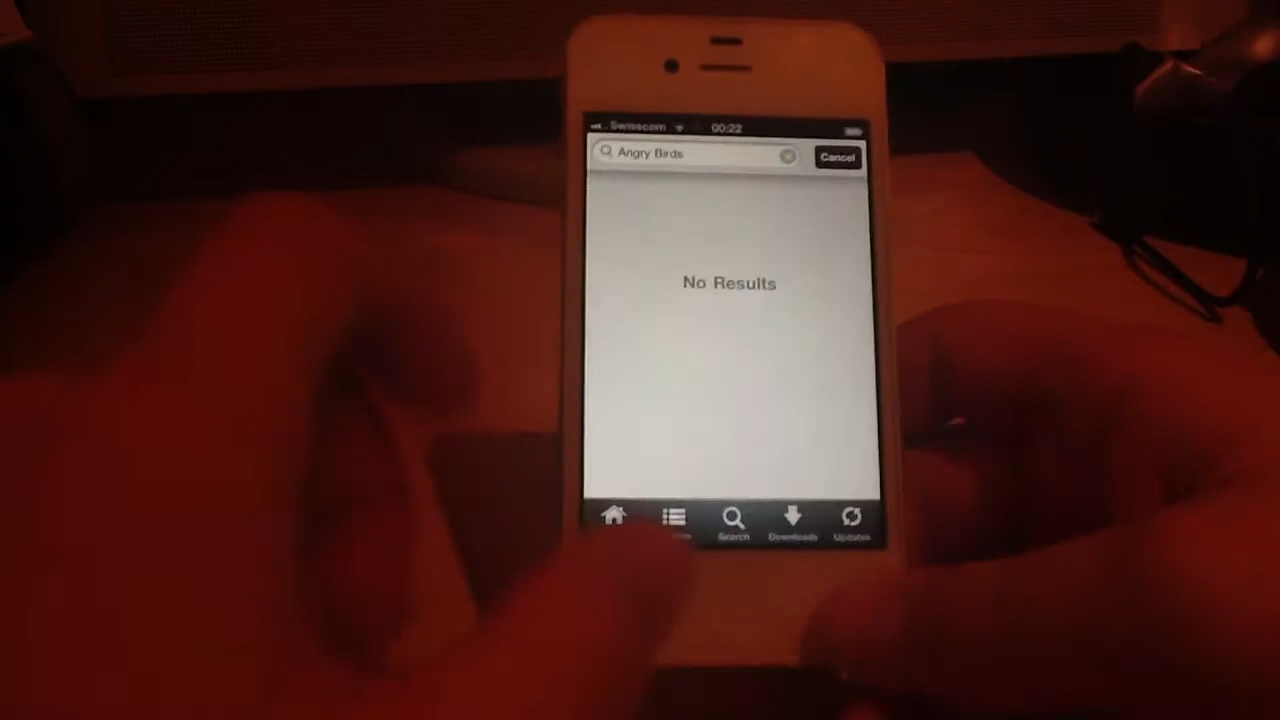 Swisscom 00:22
Angry Birds
Cancel
No Results
Search Downloads Updates